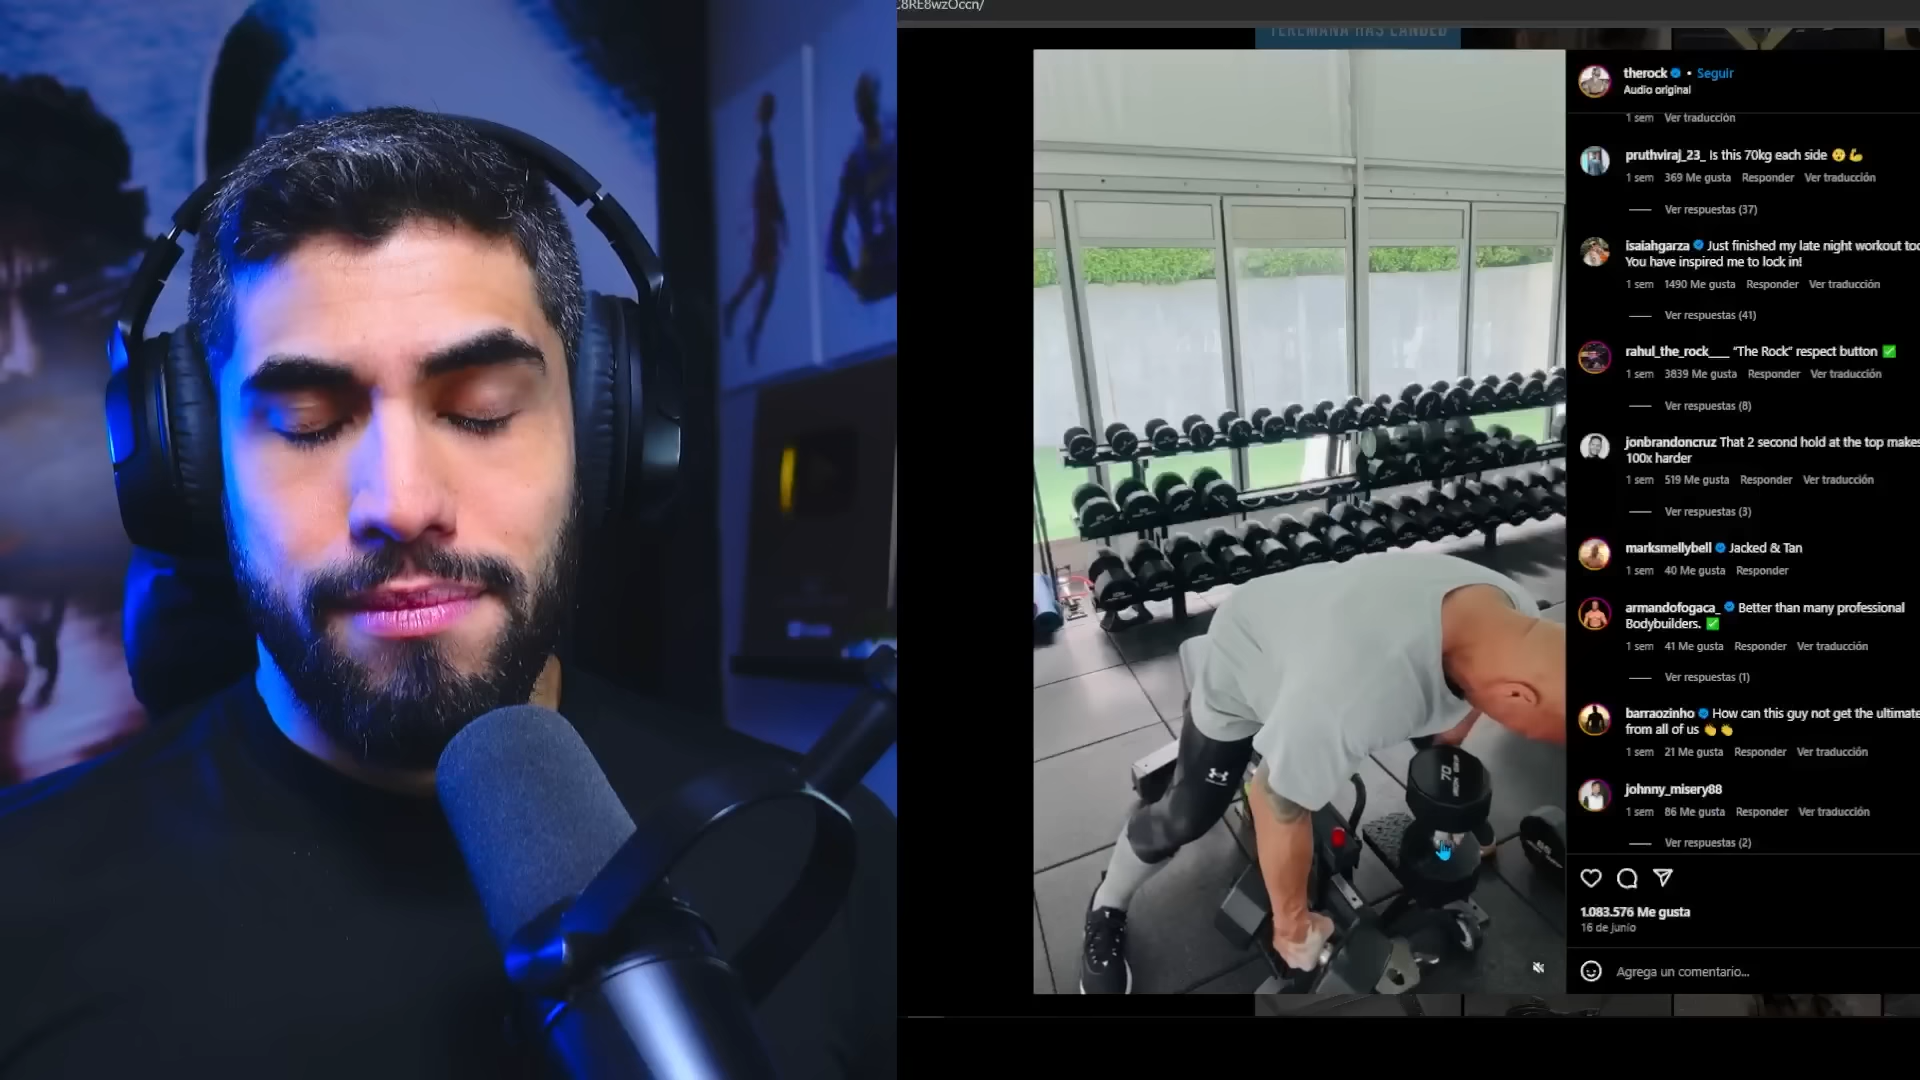 C8RE8wzOccn/
TEREMANA HAS LANDED
therock • Seguir
Audio original
1 sem Ver traducción
pruthviraj_23_ Is this 70kg each side 😮 💪
1 sem 369 Me gusta Responder Ver traducción
Ver respuestas (37)
isaiahgarza Just finished my late night workout too
You have inspired me to lock in!
1 sem 1490 Me gusta Responder Ver traducción
Ver respuestas (41)
rahul_the_rock___ “The Rock” respect button ✅
1 sem 3839 Me gusta Responder Ver traducción
Ver respuestas (8)
jonbrandoncruz That 2 second hold at the top makes
100x harder
1 sem 519 Me gusta Responder Ver traducción
Ver respuestas (3)
marksmellybell Jacked & Tan
1 sem 40 Me gusta Responder
armandofogaca_ Better than many professional
Bodybuilders. ✅
1 sem 41 Me gusta Responder Ver traducción
Ver respuestas (1)
barraozinho How can this guy not get the ultimate
from all of us 👏 👏
1 sem 21 Me gusta Responder Ver traducción
johnny_misery88
1 sem 86 Me gusta Responder Ver traducción
Ver respuestas (2)
1.083.576 Me gusta
16 de junio
Agrega un comentario...
70